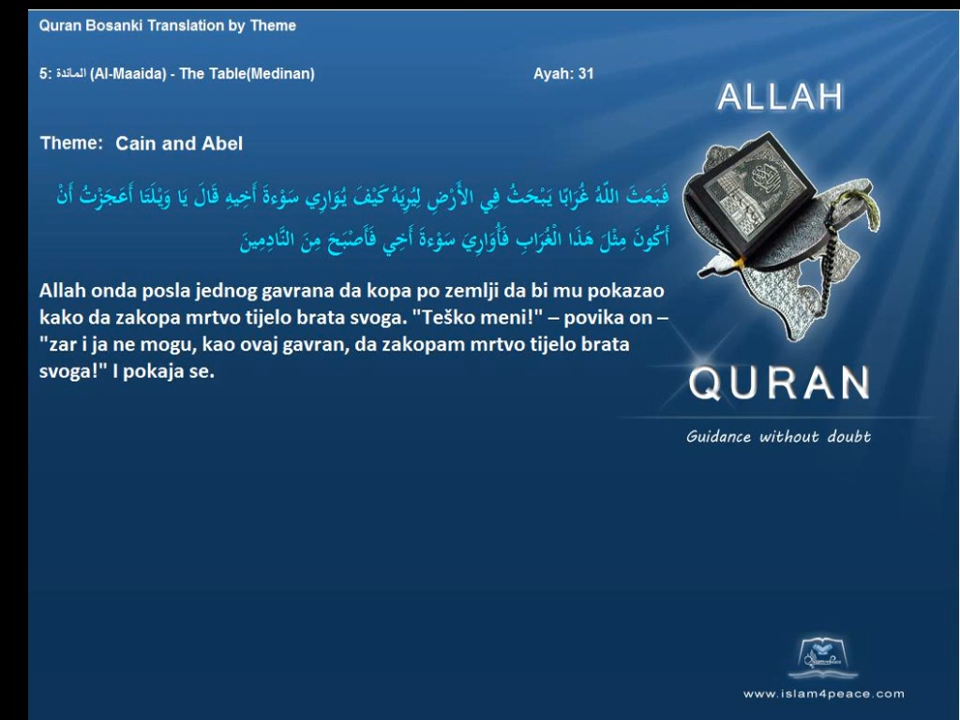 Quran Bosanki Translation by Theme
5: المائدة (Al-Maaida) - The Table(Medinan) Ayah: 31
Theme: Cain and Abel
فَبَعَثَ اللّهُ غُرَابًا يَبْحَثُ فِي الأَرْضِ لِيُرِيَهُ كَيْفَ يُوَارِي سَوْءةَ أَخِيهِ قَالَ يَا وَيْلَتَا أَعَجَزْتُ أَنْ
أَكُونَ مِثْلَ هَذَا الْغُرَابِ فَأُوَارِيَ سَوْءةَ أَخِي فَأَصْبَحَ مِنَ النَّادِمِينَ
Allah onda posla jednog gavrana da kopa po zemlji da bi mu pokazao
kako da zakopa mrtvo tijelo brata svoga. "Teško meni!" – povika on –
"zar i ja ne mogu, kao ovaj gavran, da zakopam mrtvo tijelo brata
svoga!" I pokaja se.
ALLAH
QURAN
Guidance without doubt
www.islam4peace.com